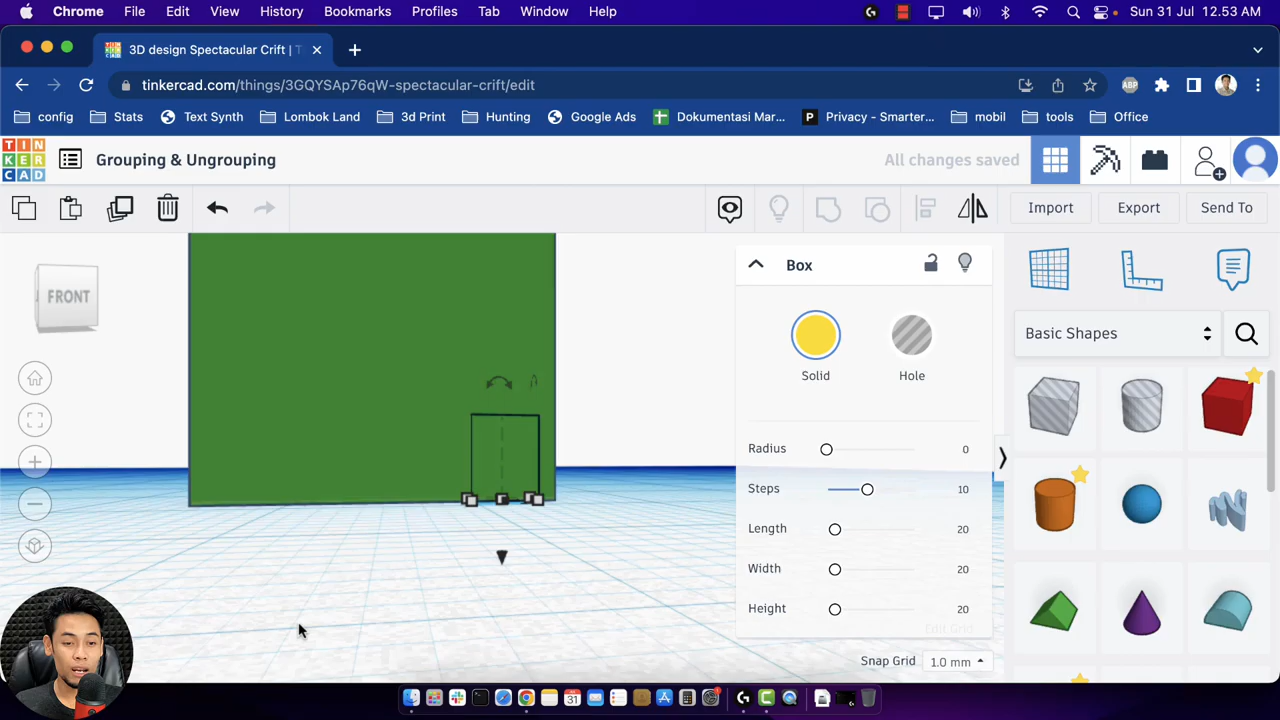 Chrome File Edit View History Bookmarks Profiles Tab Window Help Sun 31 Jul 12.53 AM
3D design Spectacular Crift | T
tinkercad.com/things/3GQYSAp76qW-spectacular-crift/edit
config Stats Text Synth Lombok Land 3d Print Hunting Google Ads Dokumentasi Mar... Privacy - Smarter... mobil tools Office
TIN
KER
CAD
Grouping & Ungrouping All changes saved
Import Export Send To
FRONT
Box
Solid Hole
Radius 0
Steps 10
Length 20
Width 20
Height 20
Edit Grid
Snap Grid 1.0 mm
Basic Shapes